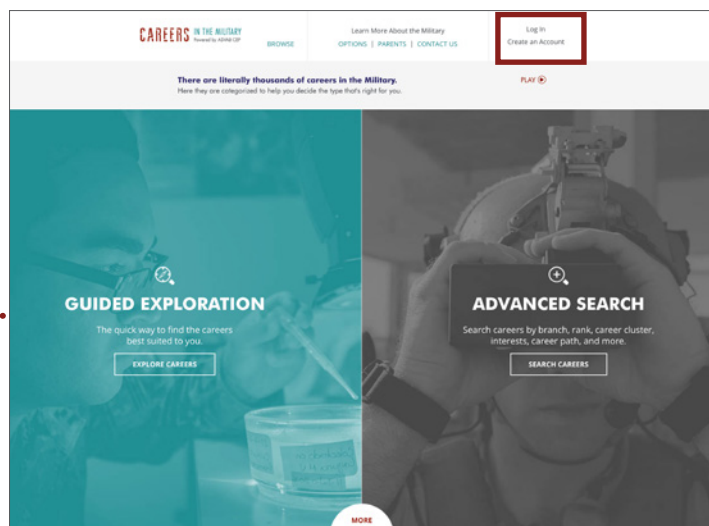 CAREERS IN THE MILITARY
Powered by ASVAB CEP
BROWSE
Learn More About the Military
OPTIONS | PARENTS | CONTACT US
Log In
Create an Account
There are literally thousands of careers in the Military.
Here they are categorized to help you decide the type that's right for you.
PLAY
GUIDED EXPLORATION
The quick way to find the careers
best suited to you.
EXPLORE CAREERS
ADVANCED SEARCH
Search careers by branch, rank, career cluster,
interests, career path, and more.
SEARCH CAREERS
MORE